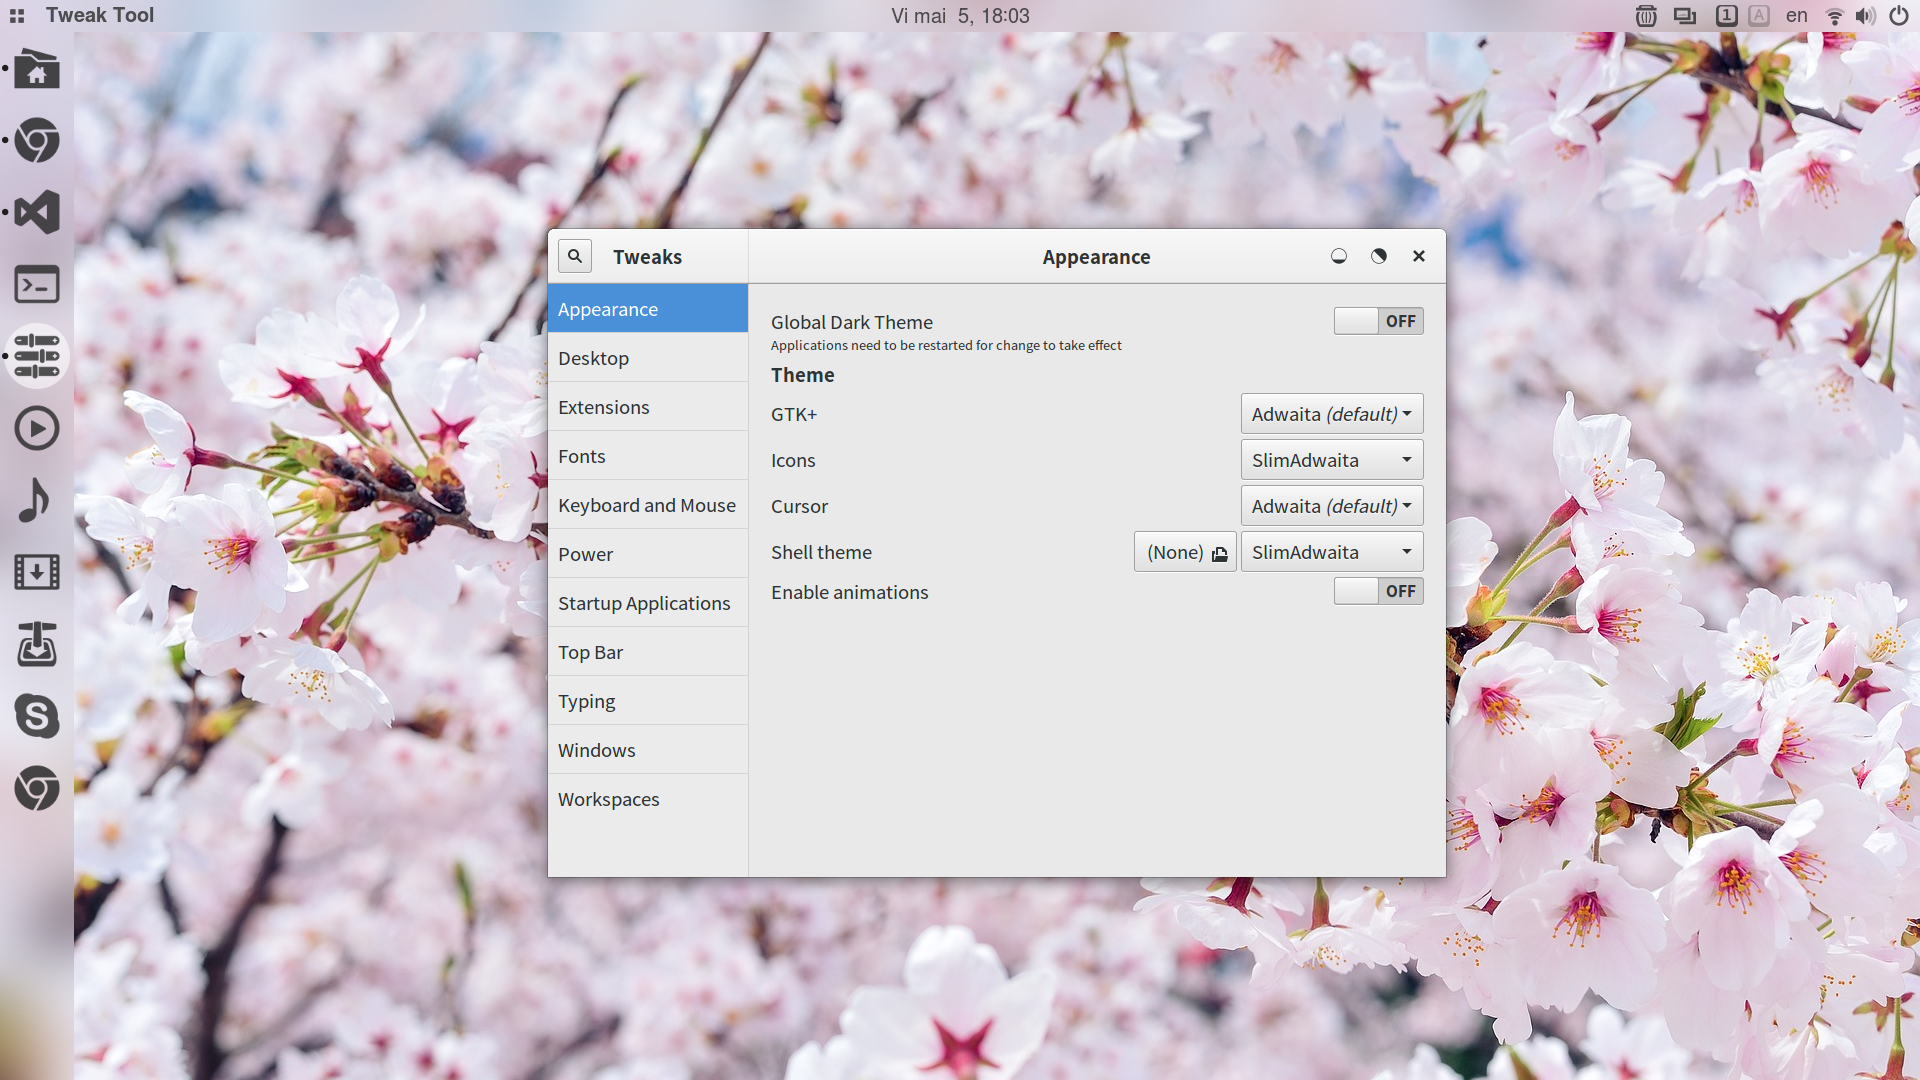 Tweak Tool
Vi mai 5, 18:03
1
A
en
Tweaks
Appearance
Appearance
Desktop
Extensions
Fonts
Keyboard and Mouse
Power
Startup Applications
Top Bar
Typing
Windows
Workspaces
Global Dark Theme
OFF
Applications need to be restarted for change to take effect
Theme
GTK+
Adwaita (default)
Icons
SlimAdwaita
Cursor
Adwaita (default)
Shell theme
(None)
SlimAdwaita
Enable animations
OFF
S